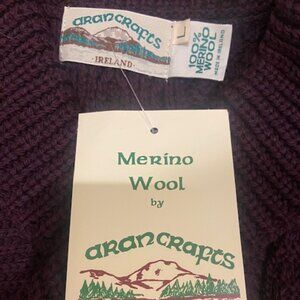 aran crafts
·IRELAND·
L
100%
MERINO
WOOL
MADE IN IRELAND
Merino
Wool
by
aran crafts